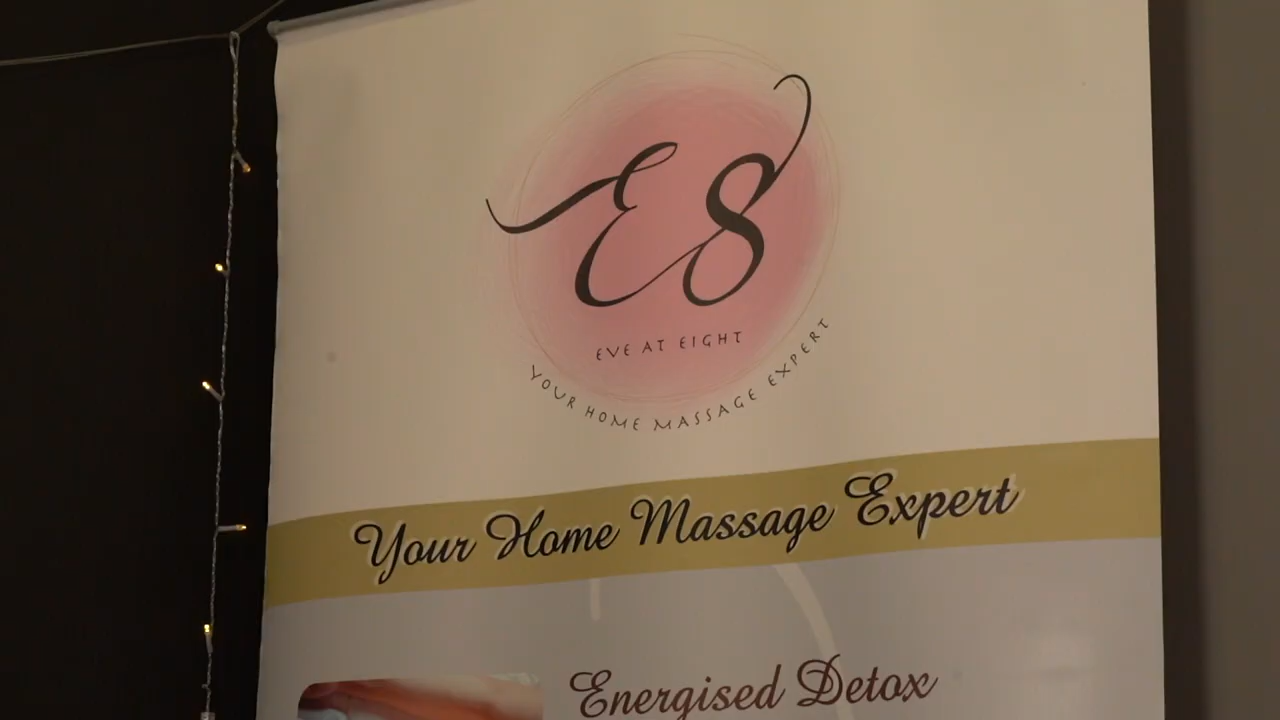 E8
EVE AT EIGHT
YOUR HOME MASSAGE EXPERT
Your Home Massage Expert
Energised Detox